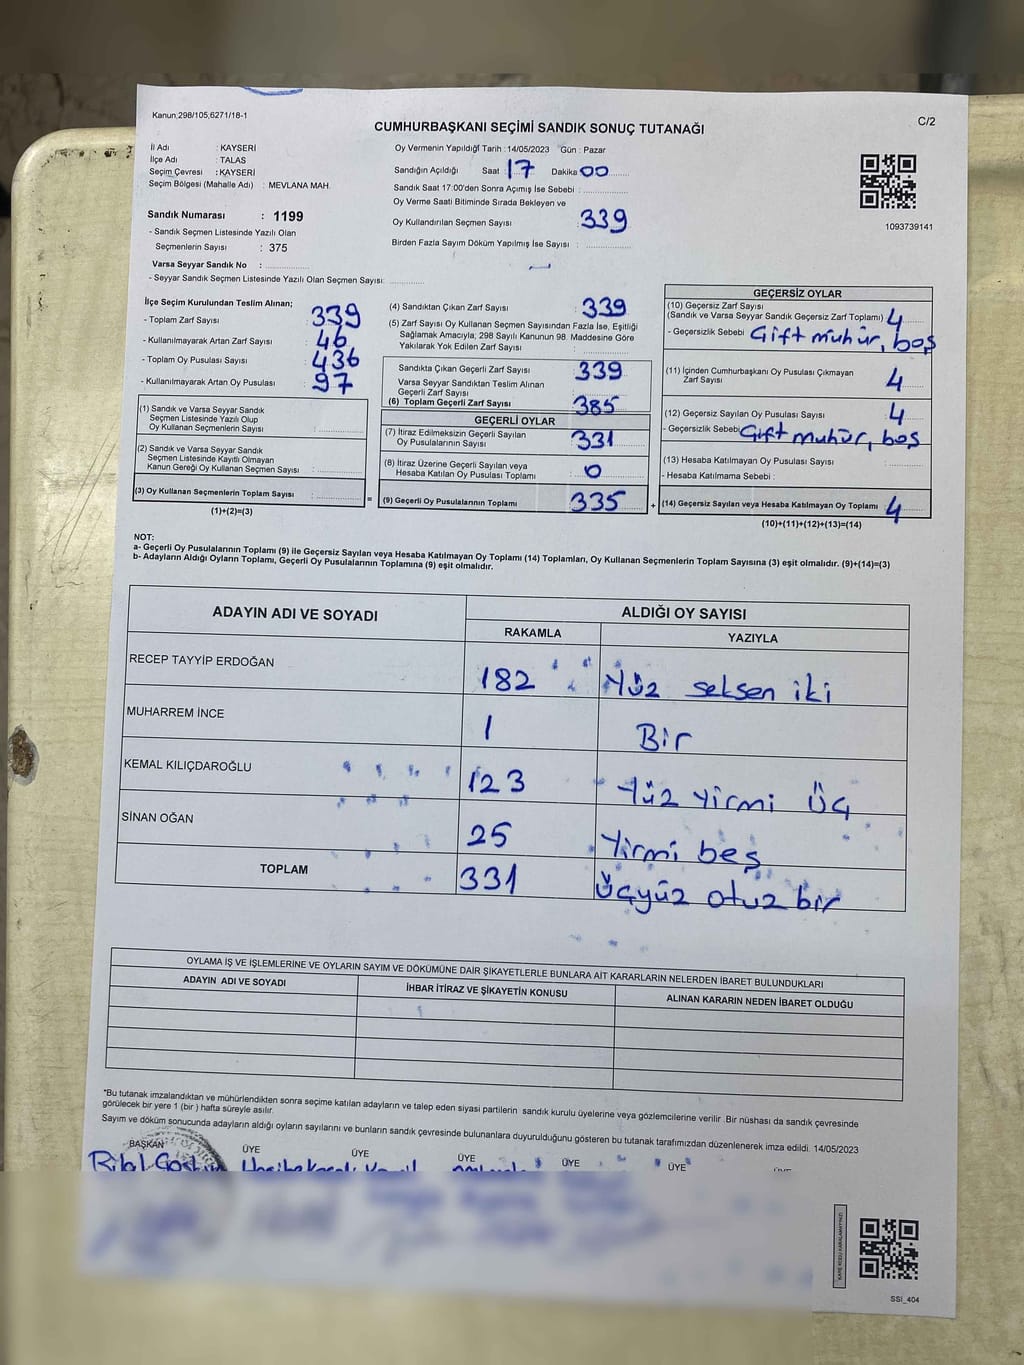 Kanun;298/105,6271/18-1
C/2
CUMHURBAŞKANI SEÇİMİ SANDIK SONUÇ TUTANAĞI
İl Adı : KAYSERİ
İlçe Adı : TALAS
Seçim Çevresi : KAYSERİ
Seçim Bölgesi (Mahalle Adı) : MEVLANA MAH.
Sandık Numarası : 1199
- Sandık Seçmen Listesinde Yazılı Olan
Seçmenlerin Sayısı : 375
Varsa Seyyar Sandık No : ..............
- Seyyar Sandık Seçmen Listesinde Yazılı Olan Seçmen Sayısı: ..............
Oy Vermenin Yapıldığı Tarih : 14/05/2023 Gün : Pazar
Sandığın Açıldığı Saat : 17 Dakika 00
Sandık Saat 17:00'den Sonra Açımış İse Sebebi : ..............
Oy Verme Saati Bitiminde Sırada Bekleyen ve
Oy Kullandırılan Seçmen Sayısı : 339
Birden Fazla Sayım Döküm Yapılmış İse Sayısı : ..............
1093739141
İlçe Seçim Kurulundan Teslim Alınan;
- Toplam Zarf Sayısı : 339
- Kullanılmayarak Artan Zarf Sayısı : 46
- Toplam Oy Pusulası Sayısı : 436
- Kullanılmayarak Artan Oy Pusulası : 97
(1) Sandık ve Varsa Seyyar Sandık
Seçmen Listesinde Yazılı Olup
Oy Kullanan Seçmenlerin Sayısı : ..............
(2) Sandık ve Varsa Seyyar Sandık
Seçmen Listesinde Kayıtlı Olmayan
Kanun Gereği Oy Kullanan Seçmen Sayısı : ..............
(3) Oy Kullanan Seçmenlerin Toplam Sayısı : ..............
(1)+(2)=(3)
=
(4) Sandıktan Çıkan Zarf Sayısı : 339
(5) Zarf Sayısı Oy Kullanan Seçmen Sayısından Fazla İse, Eşitliği
Sağlamak Amacıyla, 298 Sayılı Kanunun 98. Maddesine Göre
Yakılarak Yok Edilen Zarf Sayısı : ..............
Sandıkta Çıkan Geçerli Zarf Sayısı : 339
Varsa Seyyar Sandıktan Teslim Alınan
Geçerli Zarf Sayısı : ..............
(6) Toplam Geçerli Zarf Sayısı : 385
GEÇERLİ OYLAR
(7) İtiraz Edilmeksizin Geçerli Sayılan
Oy Pusulalarının Sayısı : 331
(8) İtiraz Üzerine Geçerli Sayılan veya
Hesaba Katılan Oy Pusulası Toplamı : 0
(9) Geçerli Oy Pusulalarının Toplamı : 335
+
GEÇERSİZ OYLAR
(10) Geçersiz Zarf Sayısı
(Sandık ve Varsa Seyyar Sandık Geçersiz Zarf Toplamı) 4
- Geçersizlik Sebebi Çift mühür, boş
(11) İçinden Cumhurbaşkanı Oy Pusulası Çıkmayan
Zarf Sayısı : 4
(12) Geçersiz Sayılan Oy Pusulası Sayısı : 4
- Geçersizlik Sebebi Çift muhür, boş
(13) Hesaba Katılmayan Oy Pusulası Sayısı : ..............
- Hesaba Katılmama Sebebi :
(14) Geçersiz Sayılan veya Hesaba Katılmayan Oy Toplamı : 4
(10)+(11)+(12)+(13)=(14)
NOT:
a- Geçerli Oy Pusulalarının Toplamı (9) ile Geçersiz Sayılan veya Hesaba Katılmayan Oy Toplamı (14) Toplamları, Oy Kullanan Seçmenlerin Toplam Sayısına (3) eşit olmalıdır. (9)+(14)=(3)
b- Adayların Aldığı Oyların Toplamı, Geçerli Oy Pusulalarının Toplamına (9) eşit olmalıdır.
ADAYIN ADI VE SOYADI
ALDIĞI OY SAYISI
RAKAMLA YAZIYLA
RECEP TAYYİP ERDOĞAN 182 Yüz seksen iki
MUHARREM İNCE 1 Bir
KEMAL KILIÇDAROĞLU 123 Yüz yirmi üç
SİNAN OĞAN 25 Yirmi beş
TOPLAM 331 Üçyüz otuz bir
OYLAMA İŞ VE İŞLEMLERİNE VE OYLARIN SAYIM VE DÖKÜMÜNE DAİR ŞİKAYETLERLE BUNLARA AİT KARARLARIN NELERDEN İBARET BULUNDUKLARI
ADAYIN ADI VE SOYADI İHBAR İTİRAZ VE ŞİKAYETİN KONUSU ALINAN KARARIN NEDEN İBARET OLDUĞU
*Bu tutanak imzalandıktan ve mühürlendikten sonra seçime katılan adayların ve talep eden siyasi partilerin sandık kurulu üyelerine veya gözlemcilerine verilir .Bir nüshası da sandık çevresinde
görülecek bir yere 1 (bir ) hafta süreyle asılır.
Sayım ve döküm sonucunda adayların aldığı oyların sayılarını ve bunların sandık çevresinde bulunanlara duyurulduğunu gösteren bu tutanak tarafımızdan düzenlenerek imza edildi. 14/05/2023
BAŞKAN ÜYE ÜYE ÜYE ÜYE ÜYE
SSI_404